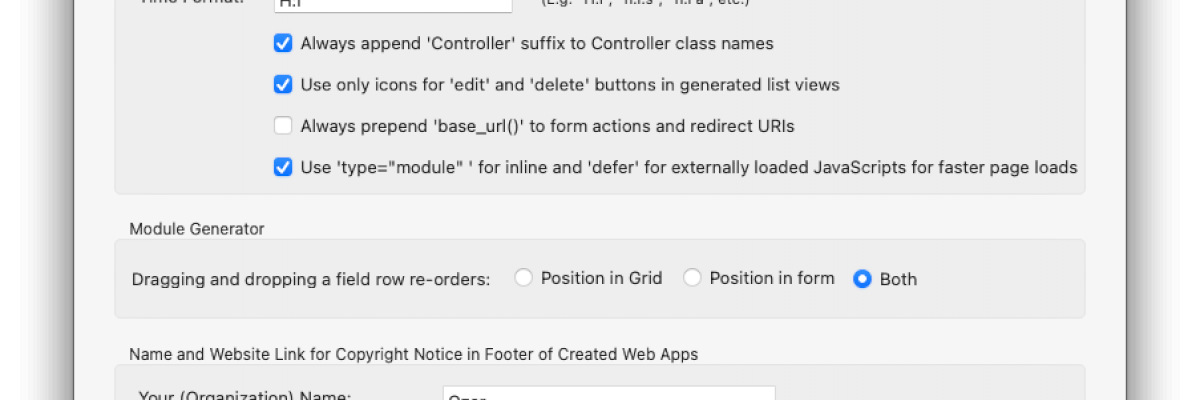 Time Format:
Always append 'Controller' suffix to Controller class names
Use only icons for 'edit' and 'delete' buttons in generated list views
Always prepend 'base_url()' to form actions and redirect URIs
Use 'type="module" ' for inline and 'defer' for externally loaded JavaScripts for faster page loads
Module Generator
Dragging and dropping a field row re-orders: Position in Grid Position in form Both
Name and Website Link for Copyright Notice in Footer of Created Web Apps
Your (Organization) Name: